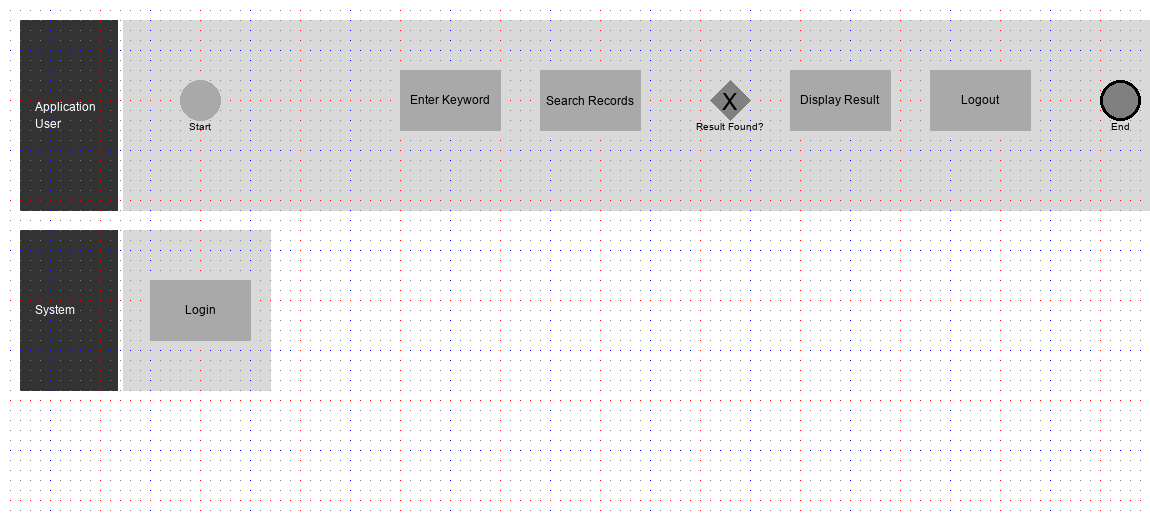 Application
User
Start
Enter Keyword
Search Records
X
Result Found?
Display Result
Logout
End
System
Login